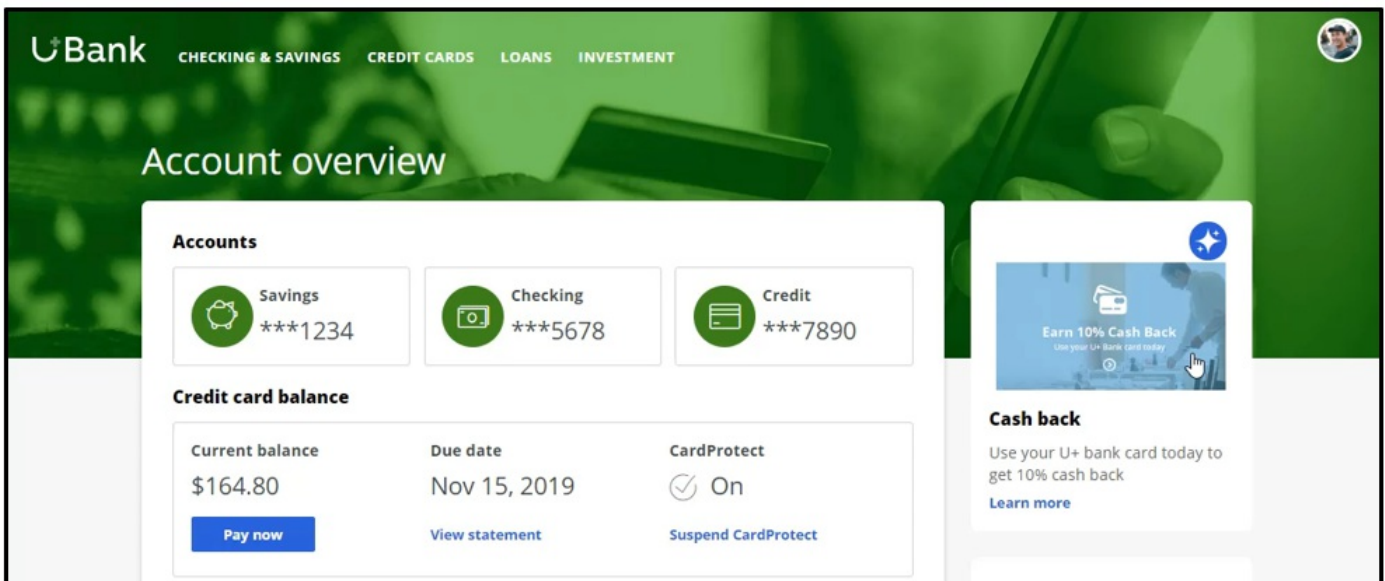 U+Bank
CHECKING & SAVINGS CREDIT CARDS LOANS INVESTMENT
Account overview
Accounts
Savings
***1234
Checking
***5678
Credit
***7890
Credit card balance
Current balance
$164.80
Pay now
Due date
Nov 15, 2019
View statement
CardProtect
On
Suspend CardProtect
Earn 10% Cash Back
Use your U+ Bank card today
Cash back
Use your U+ bank card today to
get 10% cash back
Learn more